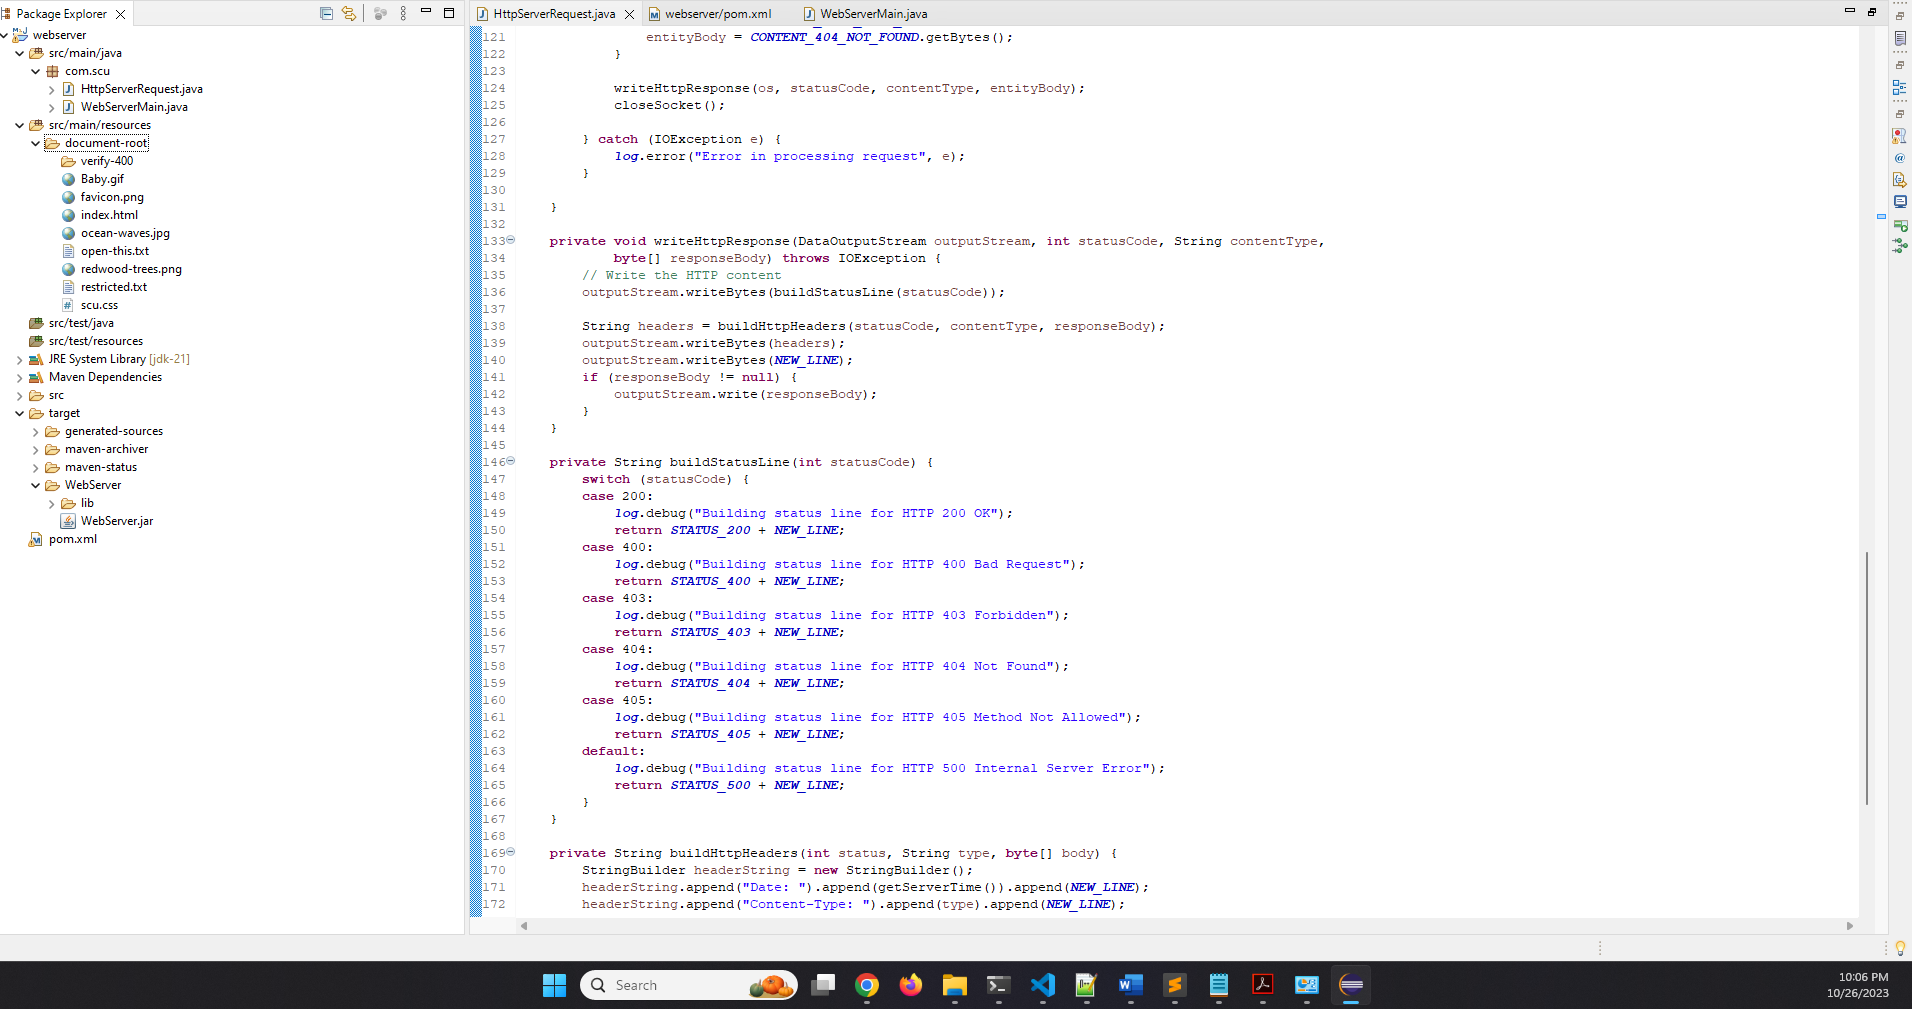 Package Explorer
webserver
src/main/java
com.scu
HttpServerRequest.java
WebServerMain.java
src/main/resources
document-root
verify-400
Baby.gif
favicon.png
index.html
ocean-waves.jpg
open-this.txt
redwood-trees.png
restricted.txt
scu.css
src/test/java
src/test/resources
JRE System Library [jdk-21]
Maven Dependencies
src
target
generated-sources
maven-archiver
maven-status
WebServer
lib
WebServer.jar
pom.xml
HttpServerRequest.java
webserver/pom.xml
WebServerMain.java
121 entityBody = CONTENT_404_NOT_FOUND.getBytes();
122 }
123
124 writeHttpResponse(os, statusCode, contentType, entityBody);
125 closeSocket();
126
127 } catch (IOException e) {
128 log.error("Error in processing request", e);
129 }
130
131 }
132
133 private void writeHttpResponse(DataOutputStream outputStream, int statusCode, String contentType,
134 byte[] responseBody) throws IOException {
135 // Write the HTTP content
136 outputStream.writeBytes(buildStatusLine(statusCode));
137
138 String headers = buildHttpHeaders(statusCode, contentType, responseBody);
139 outputStream.writeBytes(headers);
140 outputStream.writeBytes(NEW_LINE);
141 if (responseBody != null) {
142 outputStream.write(responseBody);
143 }
144 }
145
146 private String buildStatusLine(int statusCode) {
147 switch (statusCode) {
148 case 200:
149 log.debug("Building status line for HTTP 200 OK");
150 return STATUS_200 + NEW_LINE;
151 case 400:
152 log.debug("Building status line for HTTP 400 Bad Request");
153 return STATUS_400 + NEW_LINE;
154 case 403:
155 log.debug("Building status line for HTTP 403 Forbidden");
156 return STATUS_403 + NEW_LINE;
157 case 404:
158 log.debug("Building status line for HTTP 404 Not Found");
159 return STATUS_404 + NEW_LINE;
160 case 405:
161 log.debug("Building status line for HTTP 405 Method Not Allowed");
162 return STATUS_405 + NEW_LINE;
163 default:
164 log.debug("Building status line for HTTP 500 Internal Server Error");
165 return STATUS_500 + NEW_LINE;
166 }
167 }
168
169 private String buildHttpHeaders(int status, String type, byte[] body) {
170 StringBuilder headerString = new StringBuilder();
171 headerString.append("Date: ").append(getServerTime()).append(NEW_LINE);
172 headerString.append("Content-Type: ").append(type).append(NEW_LINE);
Search
10:06 PM
10/26/2023